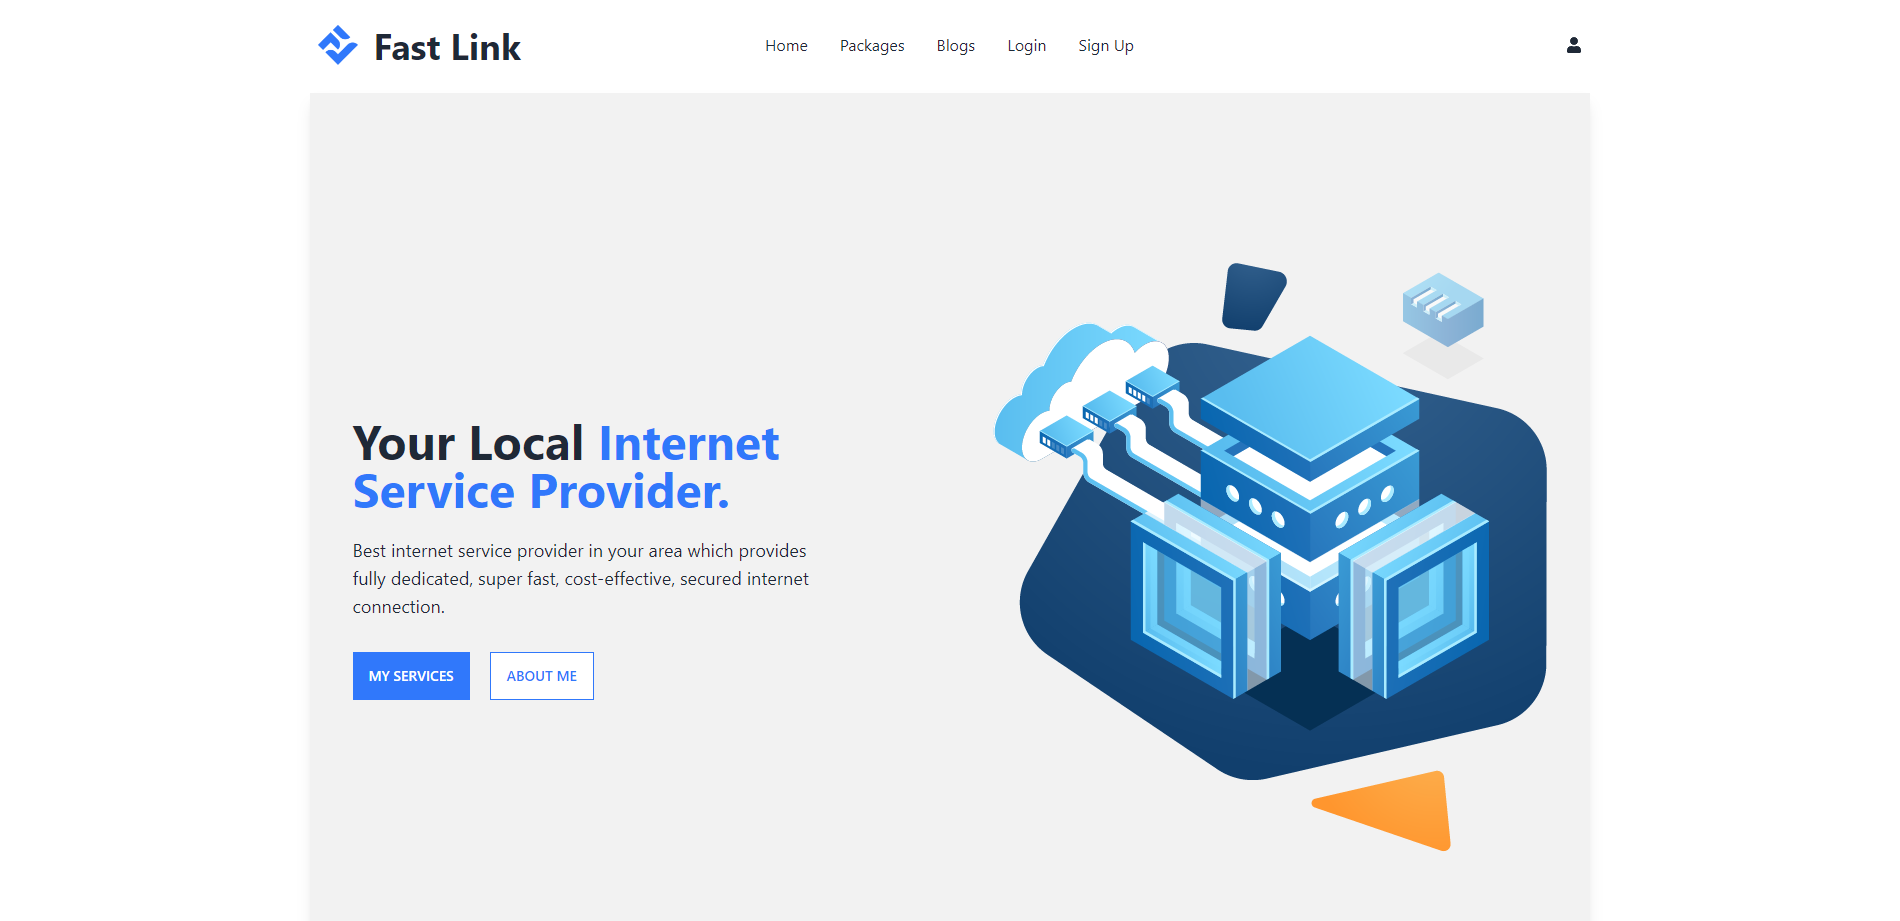 Fast Link
Home
Packages
Blogs
Login
Sign Up
Your Local Internet
Service Provider.
Best internet service provider in your area which provides
fully dedicated, super fast, cost-effective, secured internet
connection.
MY SERVICES
ABOUT ME